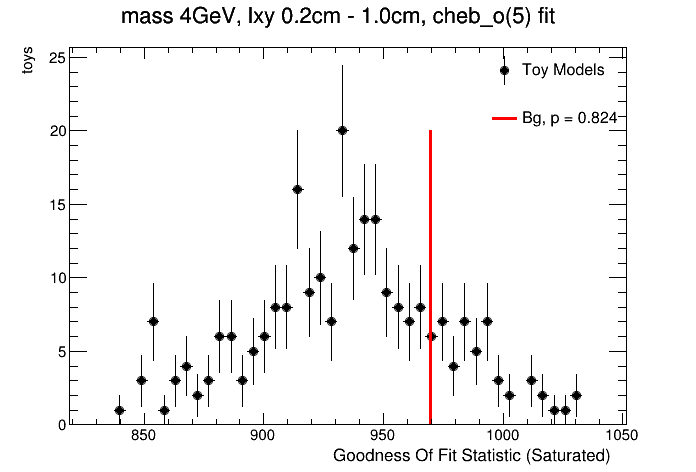 mass 4GeV, lxy 0.2cm - 1.0cm, cheb_o(5) fit
toys
25
20
15
10
5
0
Toy Models
Bg, p = 0.824
850
900
950
1000
1050
Goodness Of Fit Statistic (Saturated)